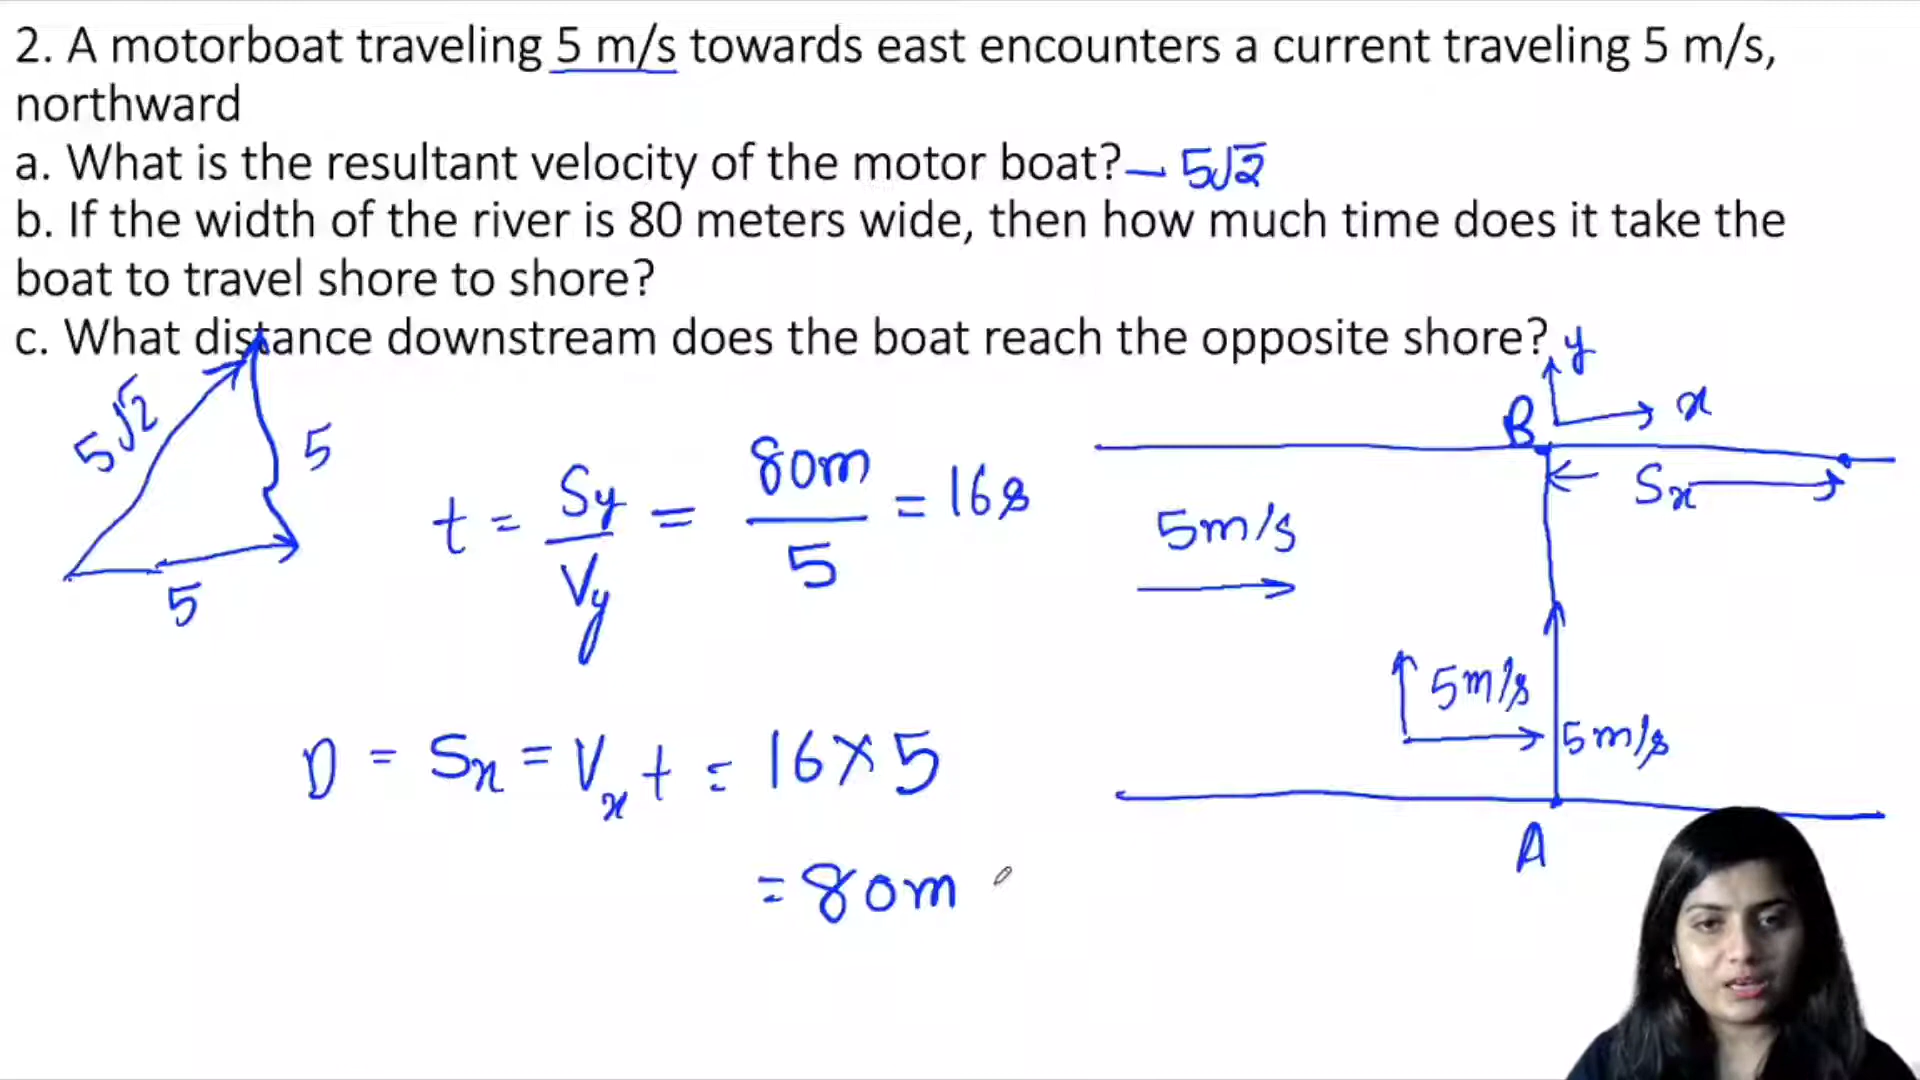 2. A motorboat traveling 5 m/s towards east encounters a current traveling 5 m/s,
northward
a. What is the resultant velocity of the motor boat? – 5√2
b. If the width of the river is 80 meters wide, then how much time does it take the
boat to travel shore to shore?
c. What distance downstream does the boat reach the opposite shore?
5√2
5
5
t = Sy/Vy = 80m/5 = 16s
D = Sx = Vx t = 16×5
= 80m
y
x
B
Sx
5m/s
5m/s
5m/s
A